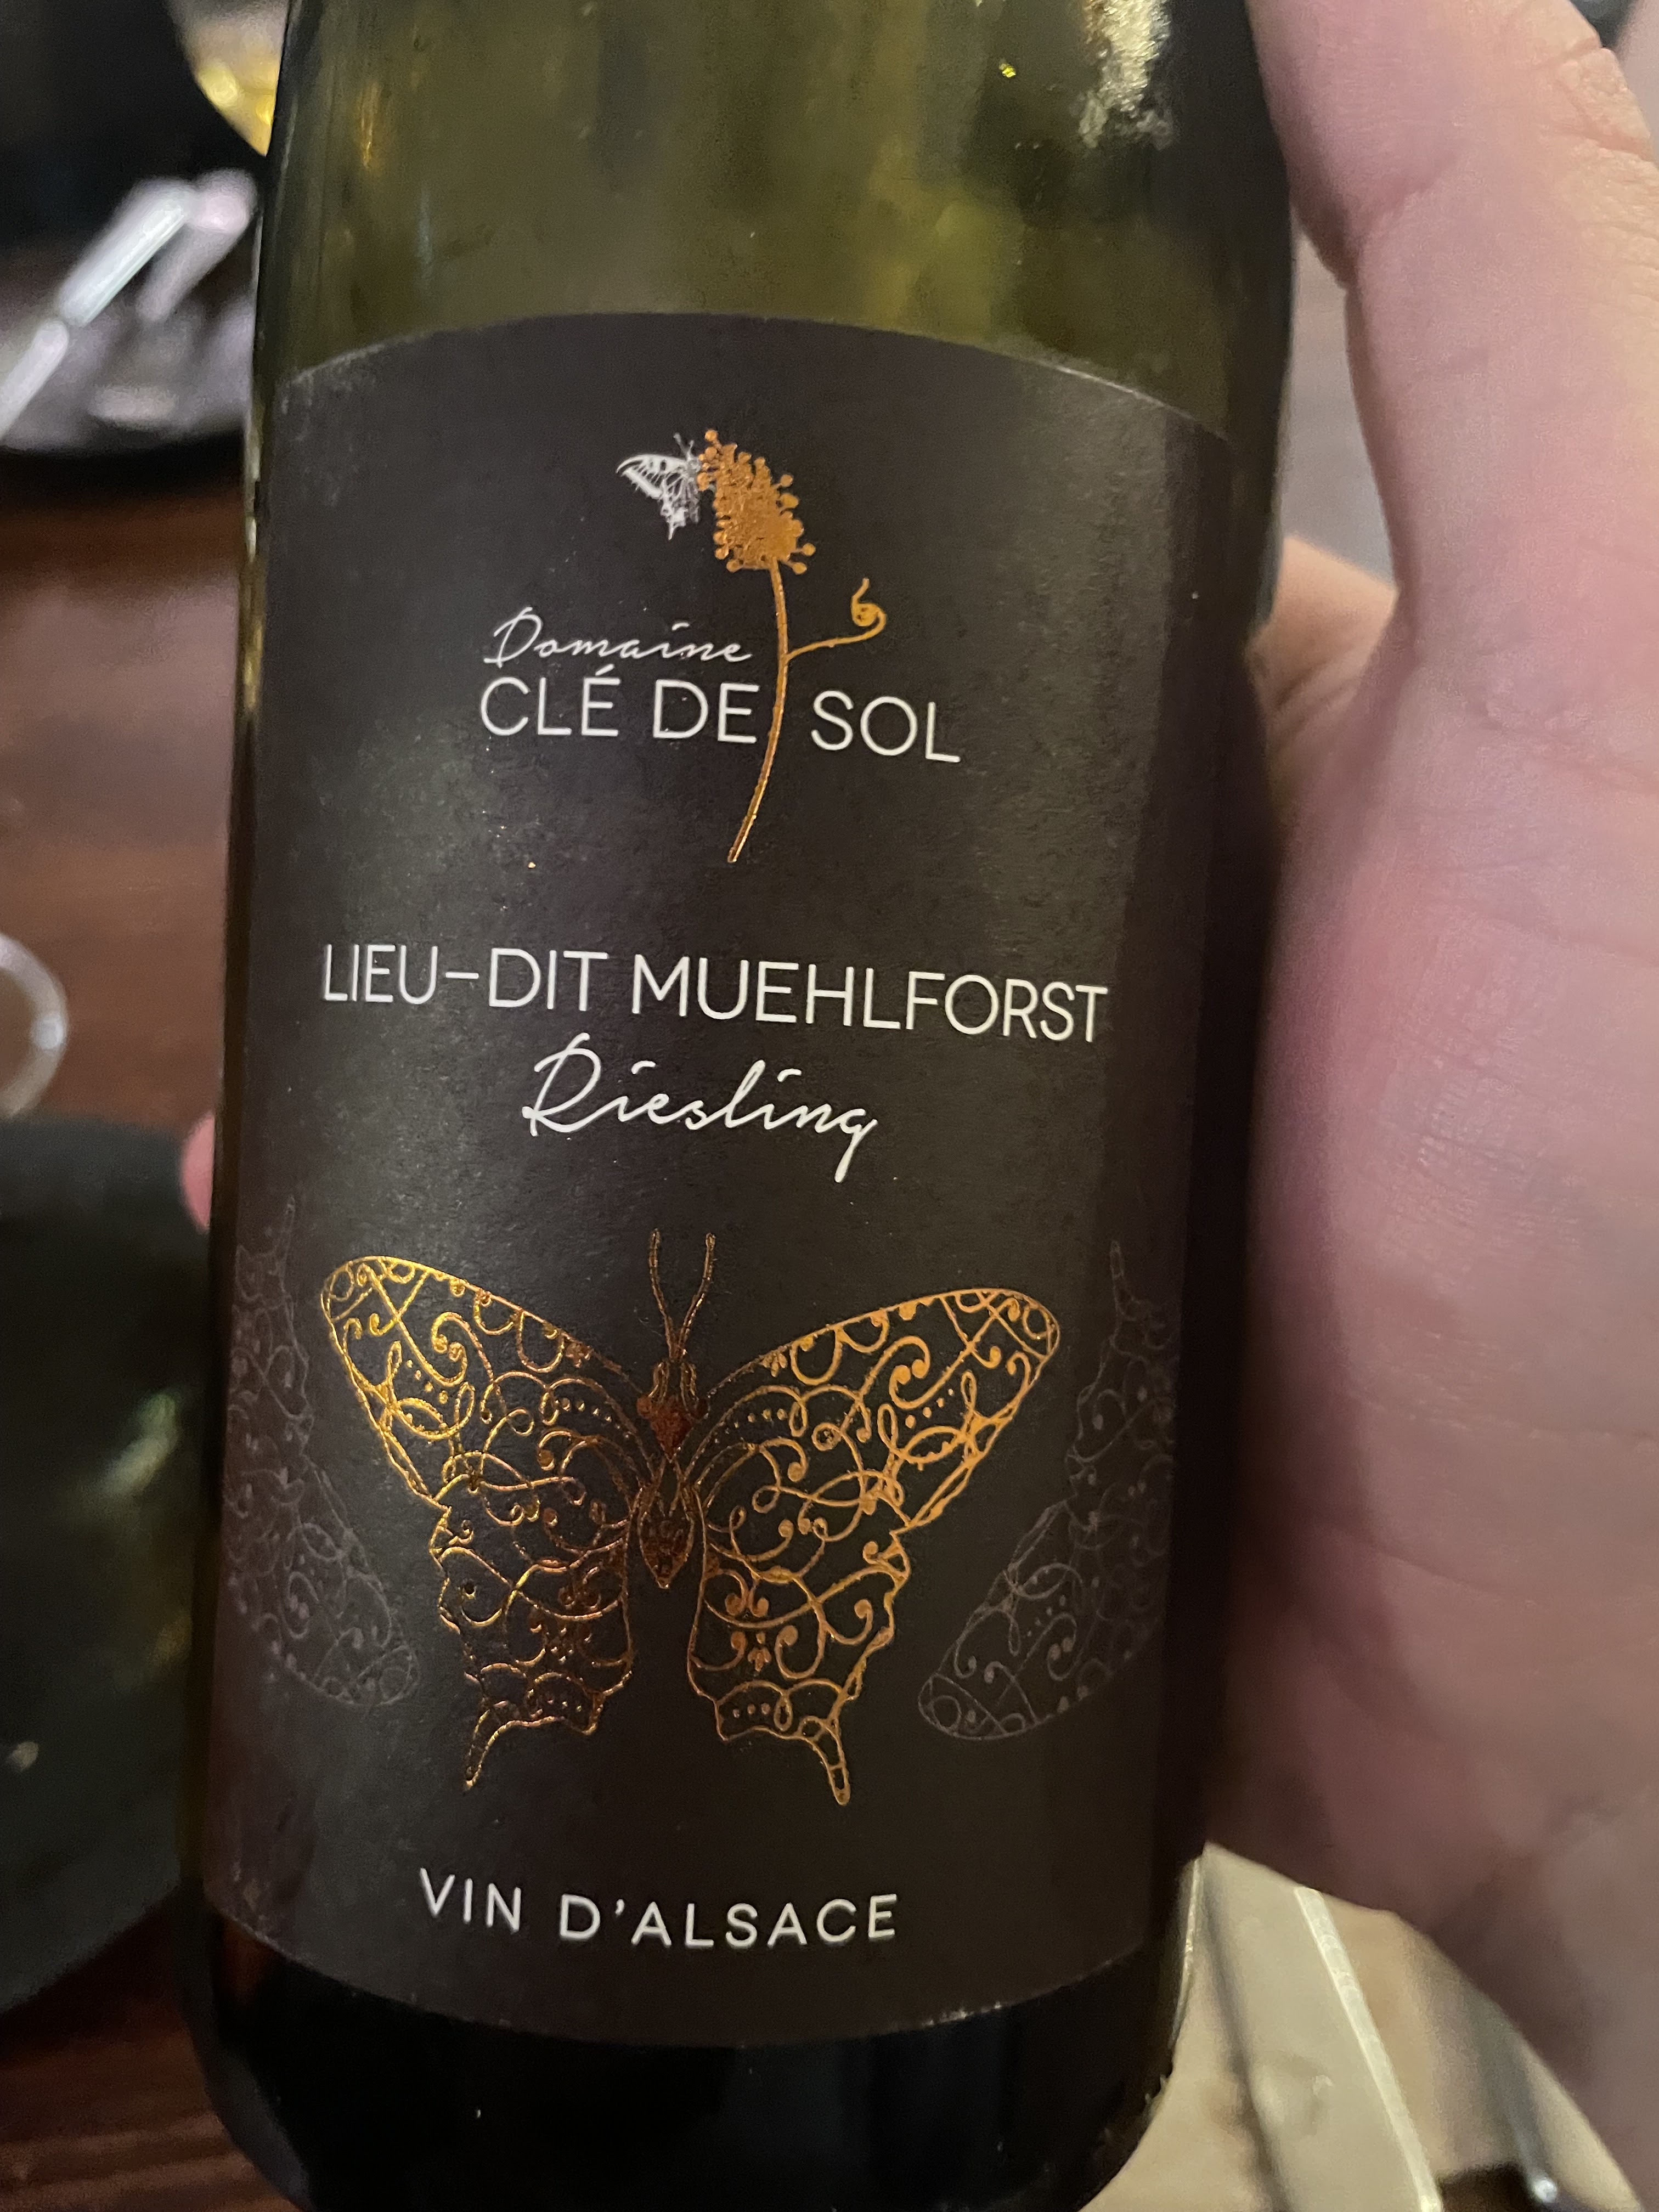 Domaine
CLÉ DE SOL
LIEU-DIT MUEHLFORST
Riesling
VIN D'ALSACE